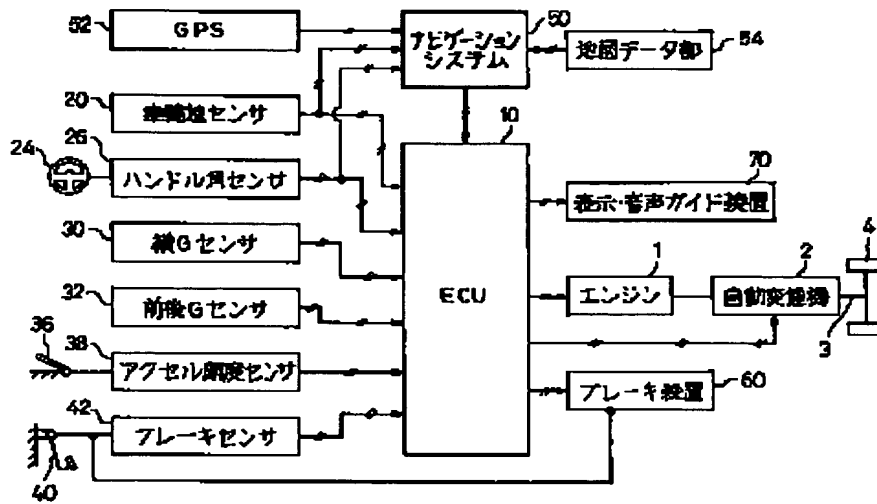 52
GPS
50
ナビゲーション
システム
地図データ部
54
20
車輪速センサ
10
24
26
ハンドル角センサ
70
表示・音声ガイド装置
30
横Gセンサ
4
1
2
ECU
エンジン
自動変速機
32
前後Gセンサ
3
36
38
アクセル開度センサ
60
ブレーキ装置
42
ブレーキセンサ
40